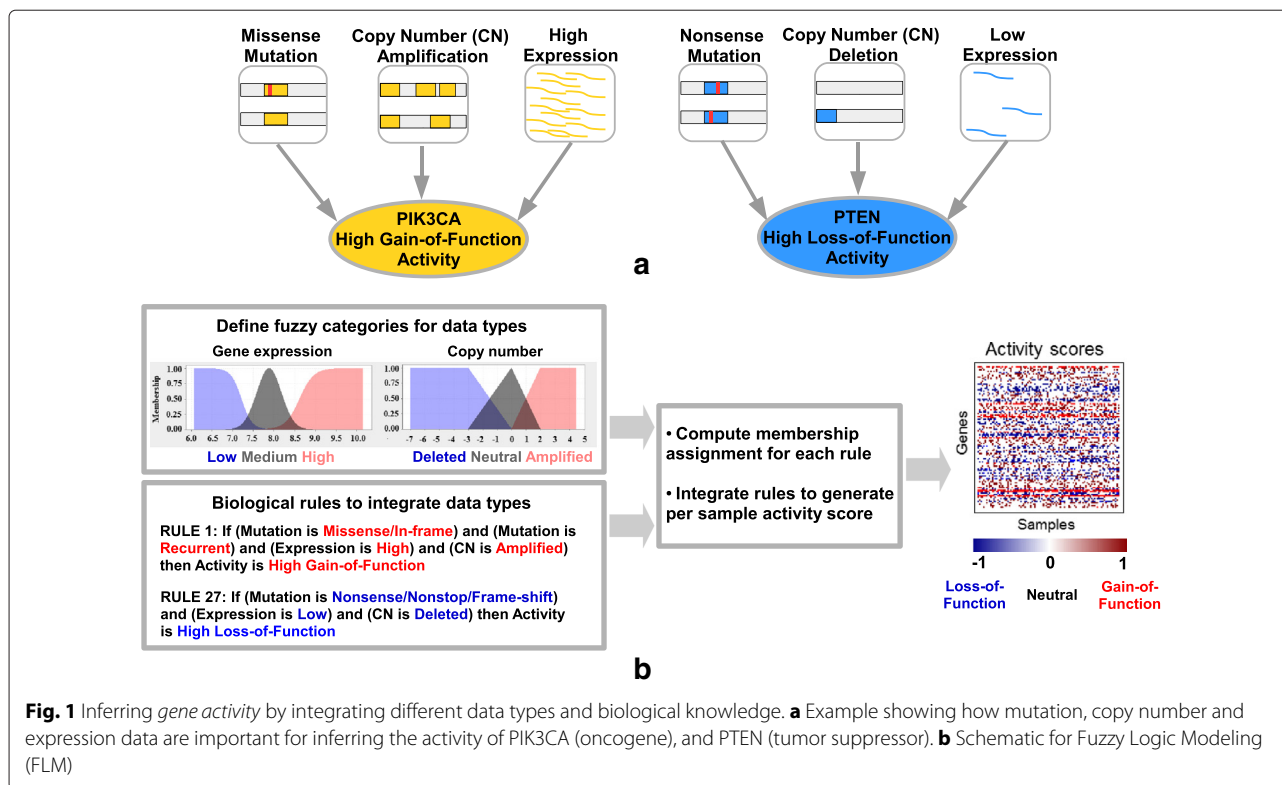 Missense
Mutation
Copy Number (CN)
Amplification
High
Expression
Nonsense
Mutation
Copy Number (CN)
Deletion
Low
Expression
PIK3CA
High Gain-of-Function
Activity
PTEN
High Loss-of-Function
Activity
a
Define fuzzy categories for data types
Gene expression
Copy number
Membership
1.00
0.75
0.50
0.25
0.00
6.0 6.5 7.0 7.5 8.0 8.5 9.0 9.5 10.0
Low Medium High
1.00
0.75
0.50
0.25
0.00
-7 -6 -5 -4 -3 -2 -1 0 1 2 3 4 5
Deleted Neutral Amplified
Biological rules to integrate data types
RULE 1: If (Mutation is Missense/In-frame) and (Mutation is
Recurrent) and (Expression is High) and (CN is Amplified)
then Activity is High Gain-of-Function
RULE 27: If (Mutation is Nonsense/Nonstop/Frame-shift)
and (Expression is Low) and (CN is Deleted) then Activity
is High Loss-of-Function
• Compute membership
assignment for each rule
• Integrate rules to generate
per sample activity score
Activity scores
Genes
Samples
-1 0 1
Loss-of-
Function
Neutral
Gain-of-
Function
b
Fig. 1 Inferring gene activity by integrating different data types and biological knowledge. a Example showing how mutation, copy number and
expression data are important for inferring the activity of PIK3CA (oncogene), and PTEN (tumor suppressor). b Schematic for Fuzzy Logic Modeling
(FLM)